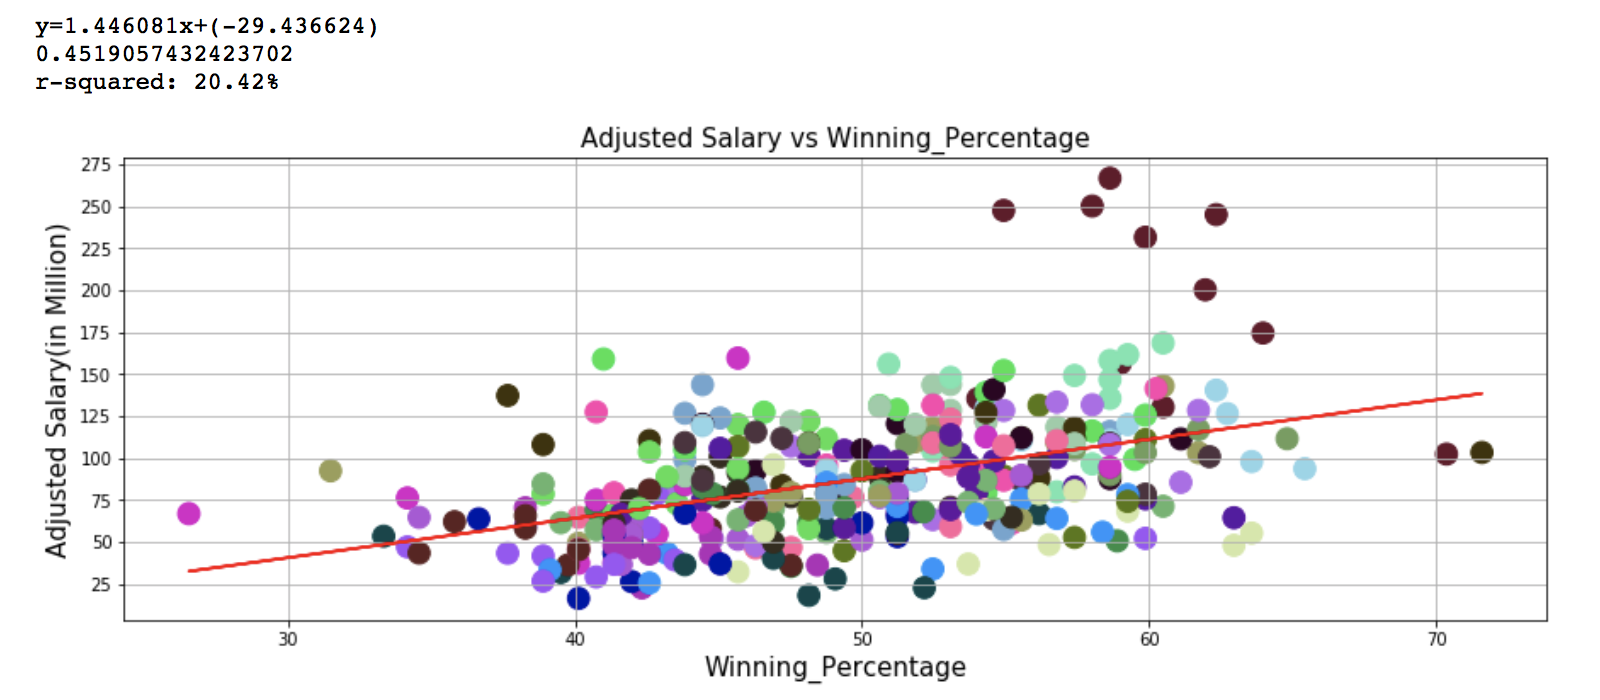 y=1.446081x+(-29.436624)
0.4519057432423702
r-squared: 20.42%
Adjusted Salary vs Winning_Percentage
275
250
225
200
175
150
125
100
75
50
25
Adjusted Salary(in Million)
30 40 50 60 70
Winning_Percentage